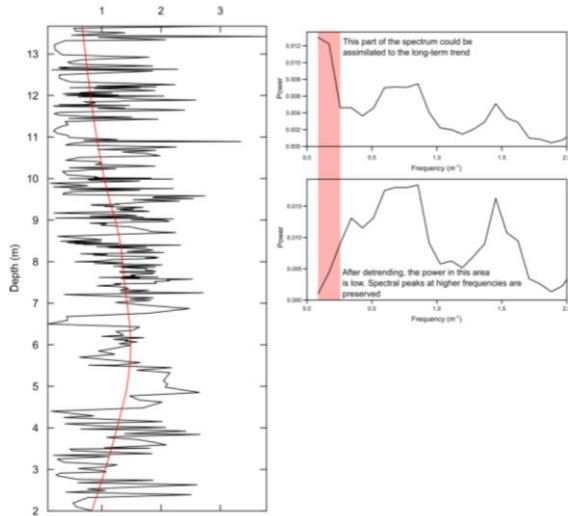 1 2 3
Depth (m)
13
12
11
10
9
8
7
6
5
4
3
2
Power
0.012
0.010
0.008
0.006
0.004
0.002
0.000
This part of the spectrum could be
assimilated to the long-term trend
0.0 0.5 1.0 1.5 2.0
Frequency (m⁻¹)
Power
0.015
0.010
0.005
0.000
After detrending, the power in this area
is low. Spectral peaks at higher frequencies are
preserved
0.0 0.5 1.0 1.5 2.0
Frequency (m⁻¹)